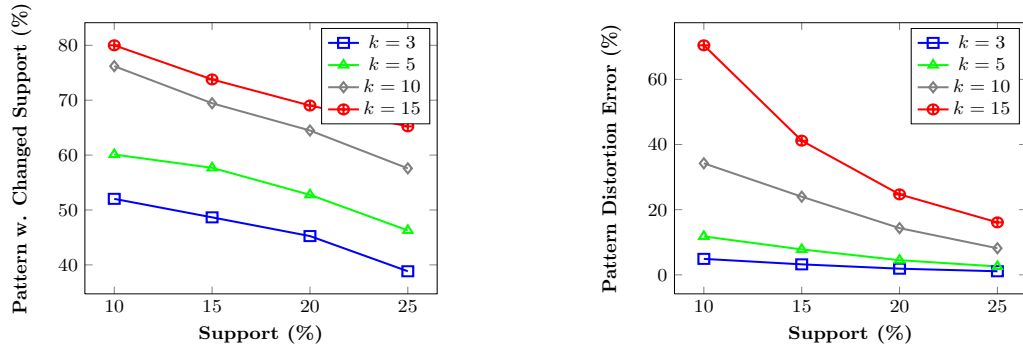 Pattern w. Changed Support (%)
80
70
60
50
40
10
15
20
25
Support (%)
k = 3
k = 5
k = 10
k = 15
Pattern Distortion Error (%)
60
40
20
0
10
15
20
25
Support (%)
k = 3
k = 5
k = 10
k = 15